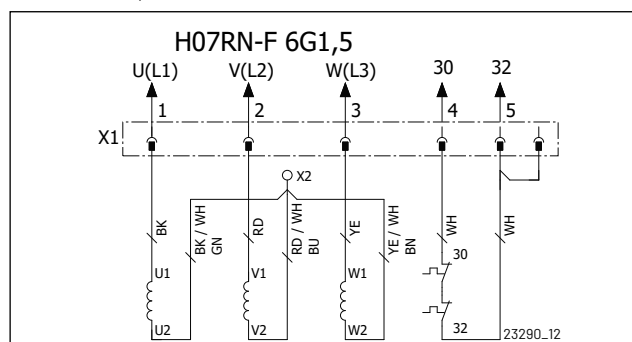 H07RN-F 6G1,5
U(L1) V(L2) W(L3) 30 32
1 2 3 4 5
X1
X2
BK
BK / WH
GN
RD
RD / WH
BU
YE
YE / WH
BN
WH
WH
30
U1 V1 W1
U2 V2 W2 32
23290_12